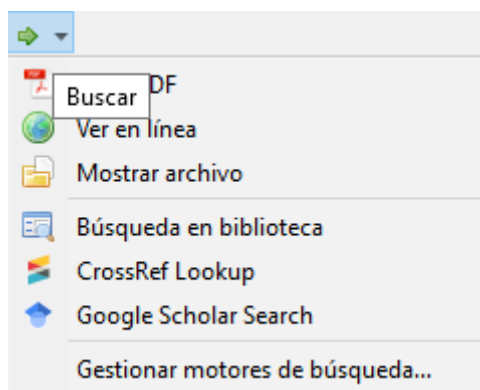 DF
Buscar
Ver en línea
Mostrar archivo
Búsqueda en biblioteca
CrossRef Lookup
Google Scholar Search
Gestionar motores de búsqueda...